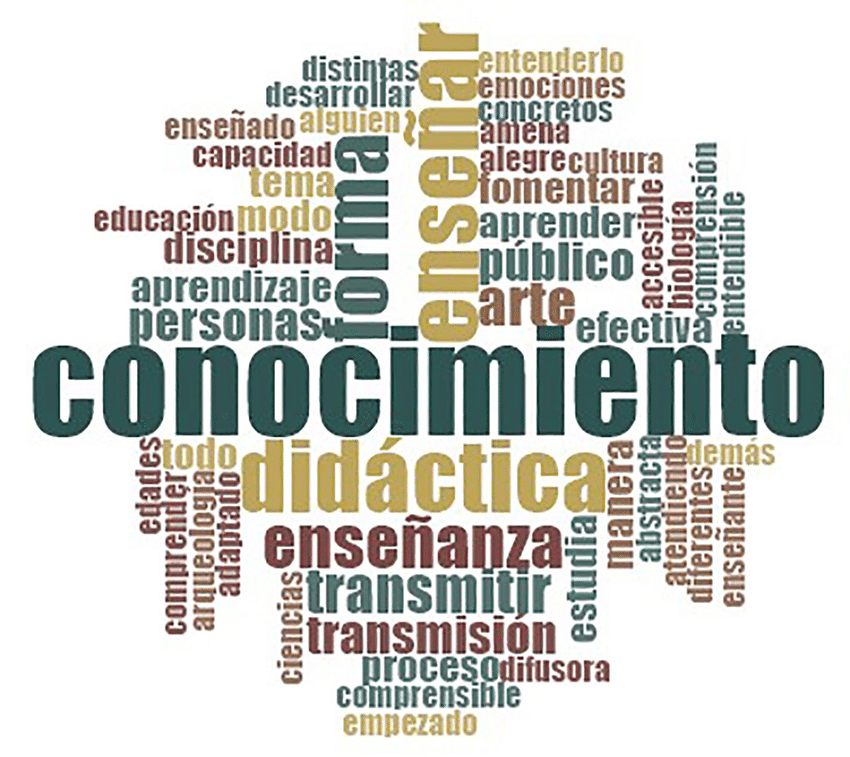 enseñar
distintas
entenderlo
desarrollar
emociones
concretos
enseñado
alguien
amena
capacidad
forma
alegre
cultura
tema
fomentar
educación
modo
aprender
disciplina
público
aprendizaje
arte
personas
efectiva
accesible
biología
comprensión
entendible
conocimiento
edades
todo
didáctica
manera
abstracta
atendiendo
demás
comprender
arqueología
adaptado
enseñanza
estudia
diferentes
enseñante
ciencias
transmitir
transmisión
proceso
difusora
comprensible
empezado